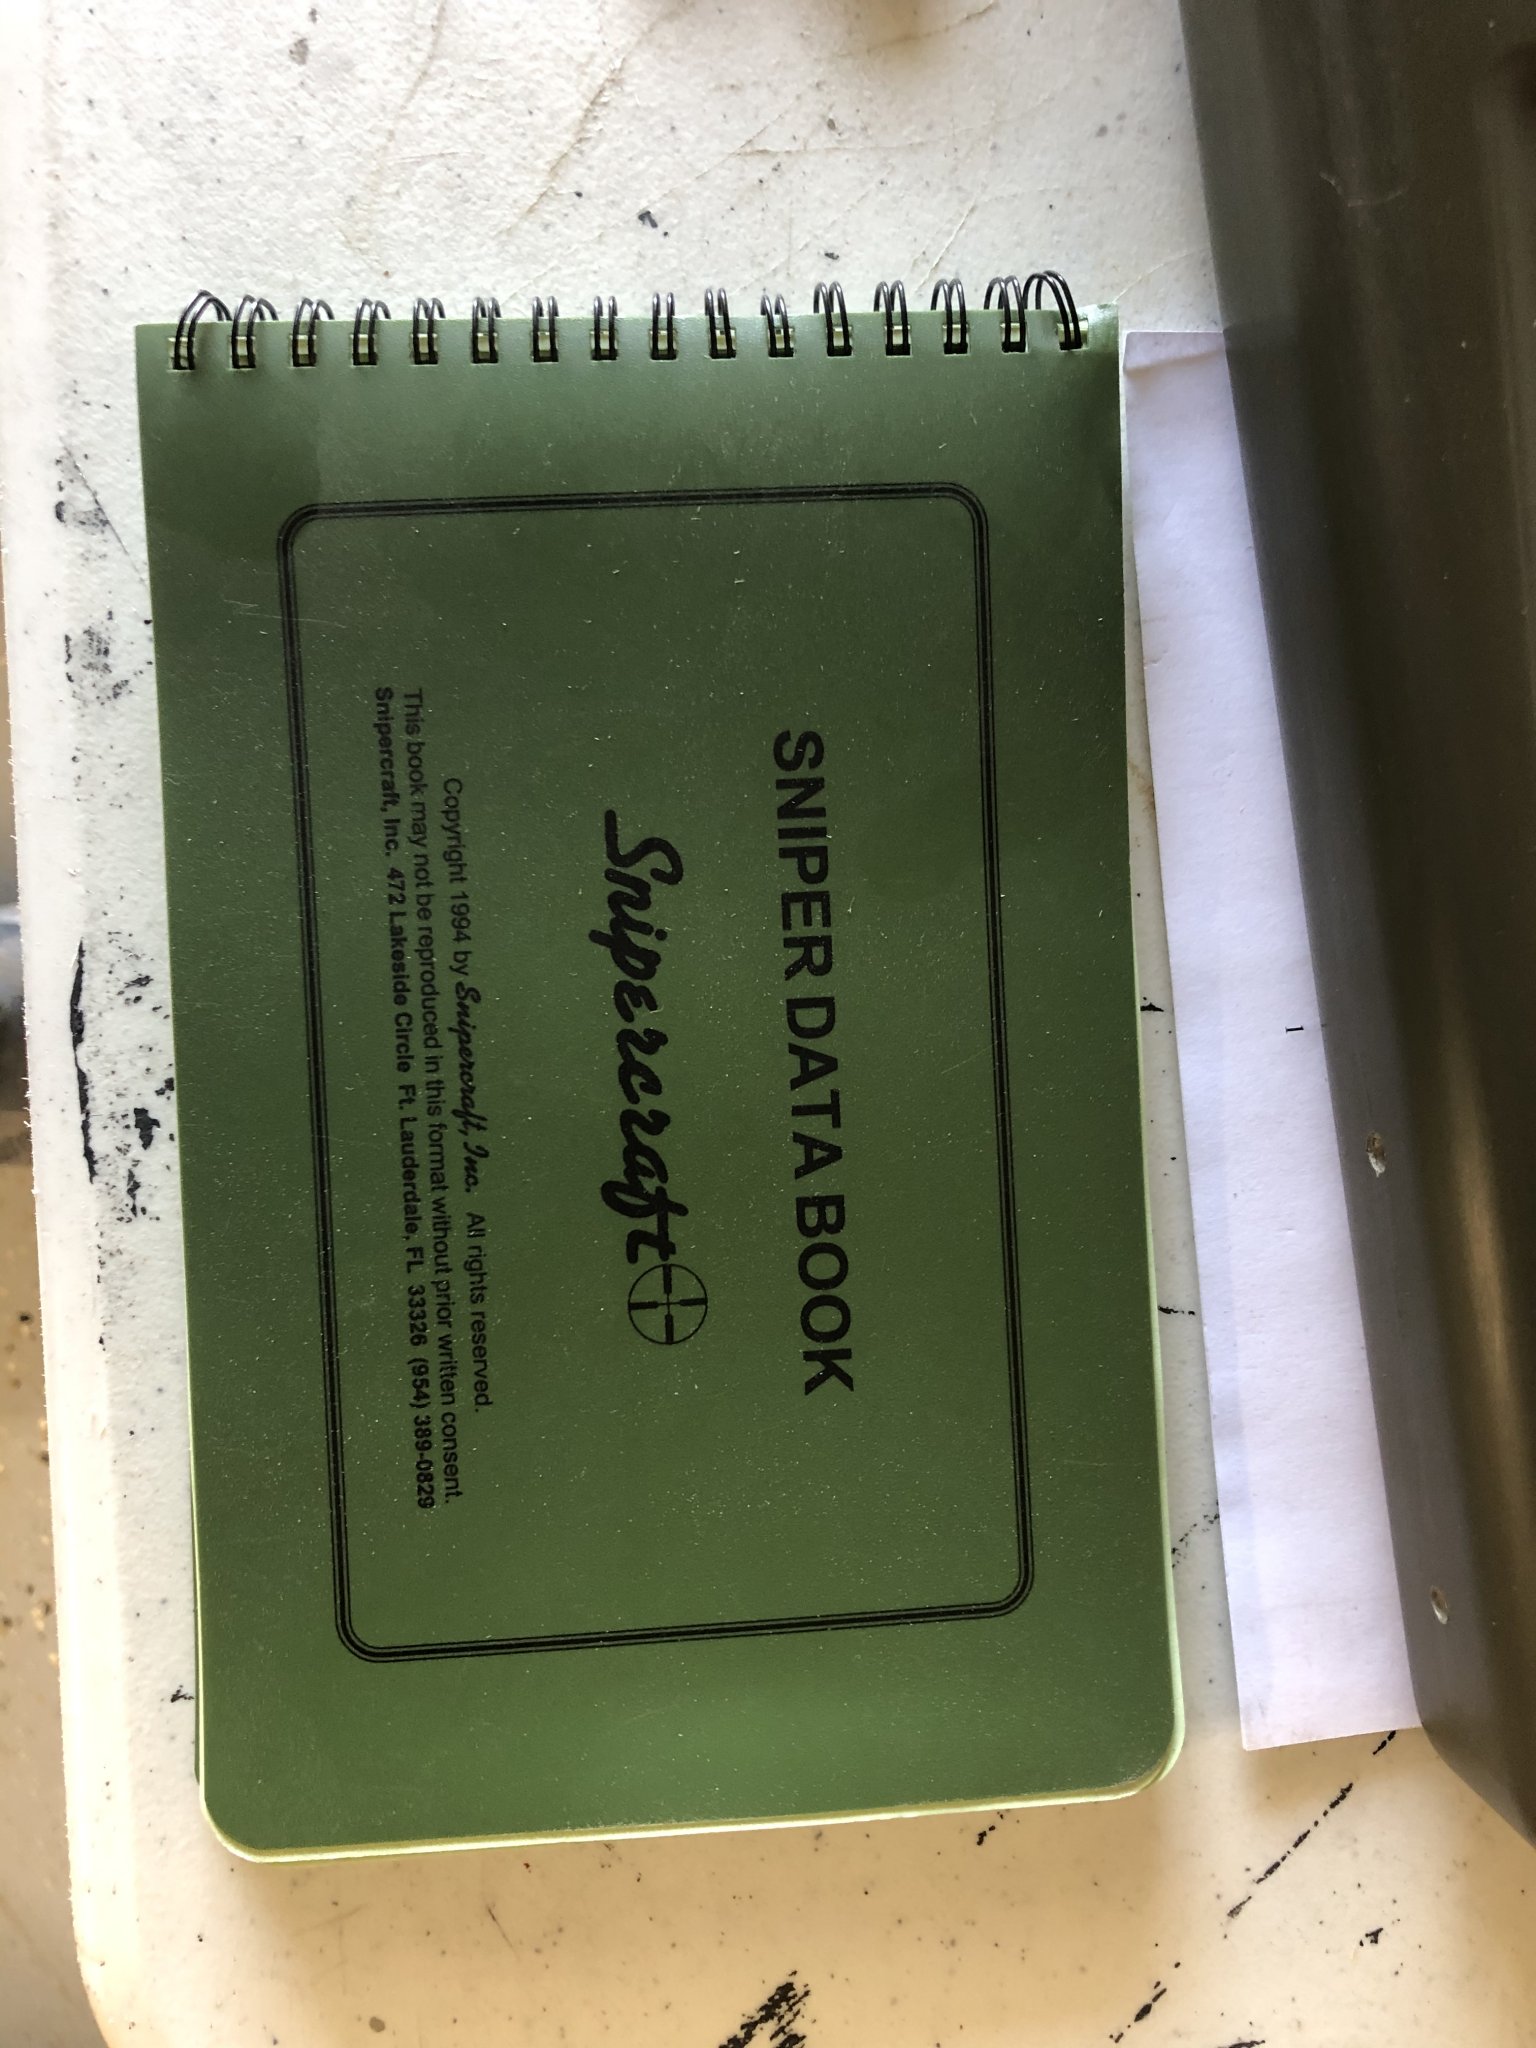 SNIPER DATA BOOK
Snipercraft
Copyright 1994 by Snipercraft, Inc. All rights reserved.
This book may not be reproduced in this format without prior written consent.
Snipercraft, Inc. 472 Lakeside Circle Ft. Lauderdale, FL 33326 (954) 389-0829
1